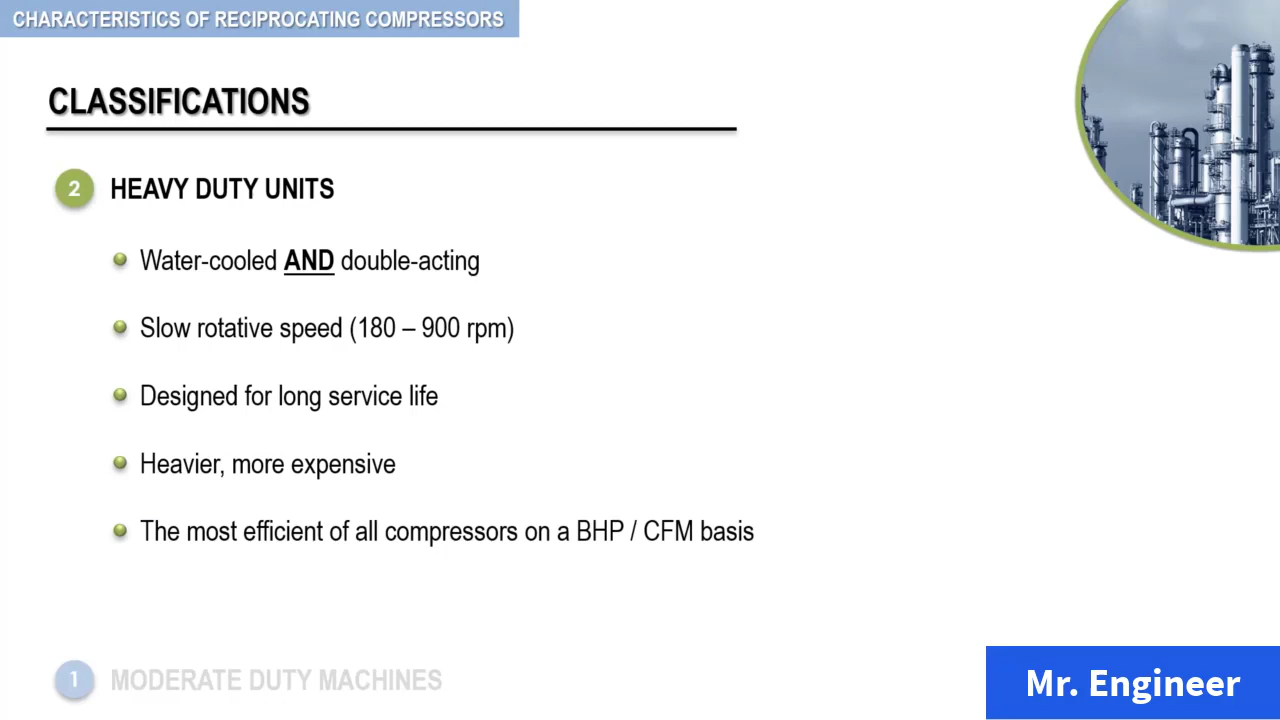 CHARACTERISTICS OF RECIPROCATING COMPRESSORS
CLASSIFICATIONS
2 HEAVY DUTY UNITS
Water-cooled AND double-acting
Slow rotative speed (180 – 900 rpm)
Designed for long service life
Heavier, more expensive
The most efficient of all compressors on a BHP / CFM basis
1 MODERATE DUTY MACHINES
Mr. Engineer